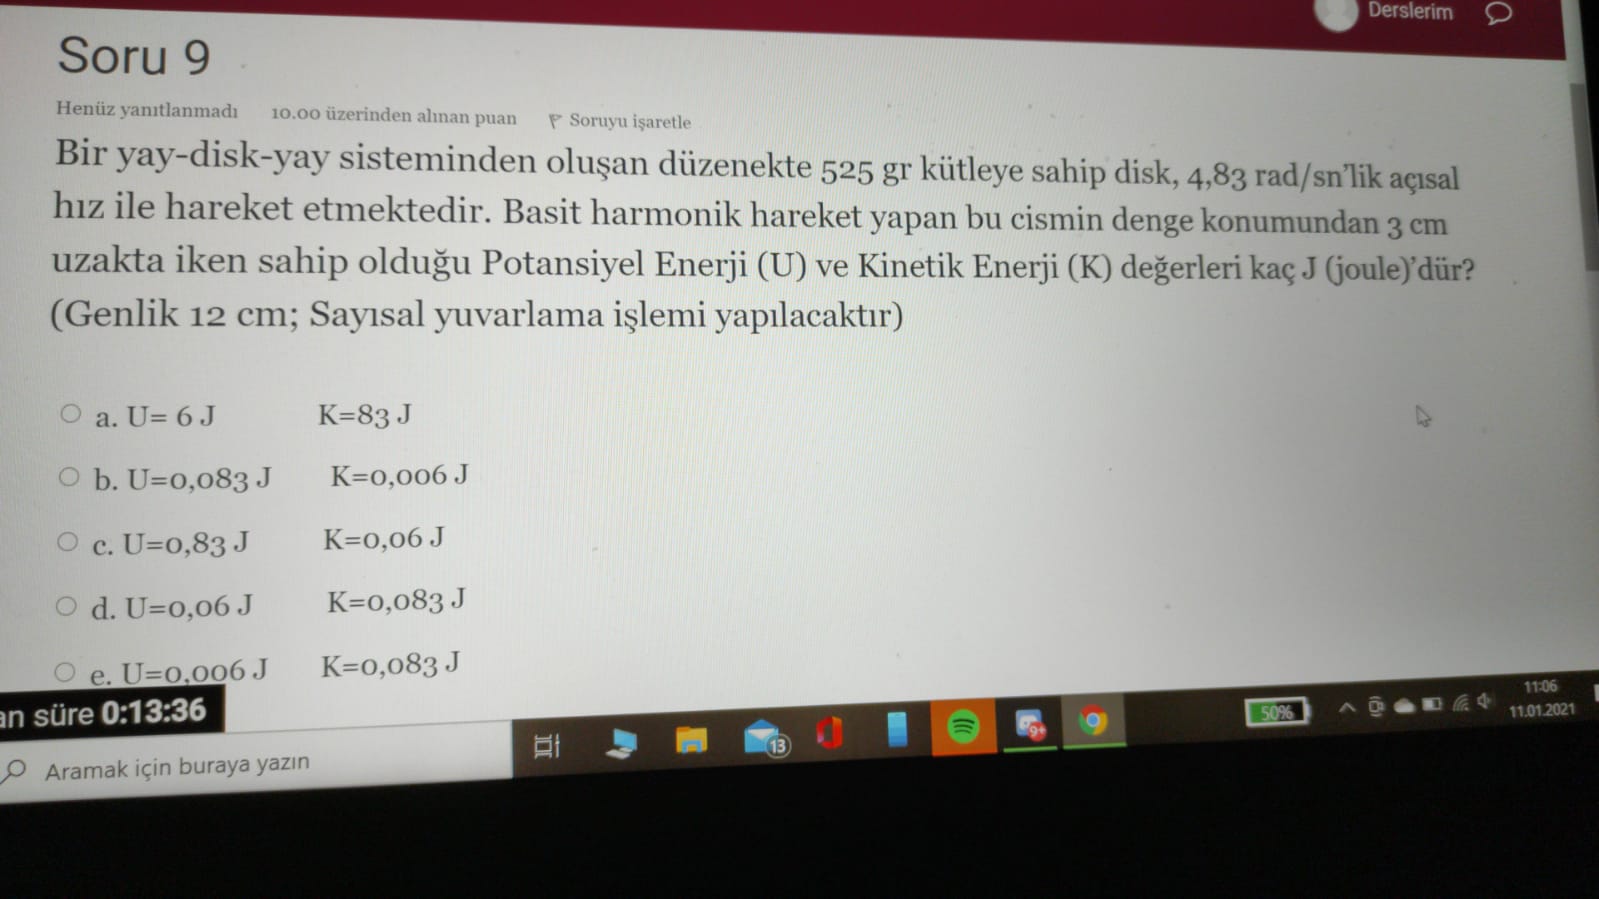 Derslerim
Soru 9
Henüz yanıtlanmadı 10.00 üzerinden alınan puan Soruyu işaretle
Bir yay-disk-yay sisteminden oluşan düzenekte 525 gr kütleye sahip disk, 4,83 rad/sn'lik açısal
hız ile hareket etmektedir. Basit harmonik hareket yapan bu cismin denge konumundan 3 cm
uzakta iken sahip olduğu Potansiyel Enerji (U) ve Kinetik Enerji (K) değerleri kaç J (joule)'dür?
(Genlik 12 cm; Sayısal yuvarlama işlemi yapılacaktır)
a. U= 6 J K=83 J
b. U=0,083 J K=0,006 J
c. U=0,83 J K=0,06 J
d. U=0,06 J K=0,083 J
e. U=0,006 J K=0,083 J
an süre 0:13:36
Aramak için buraya yazın
13
9+
50%
11:06
11.01.2021